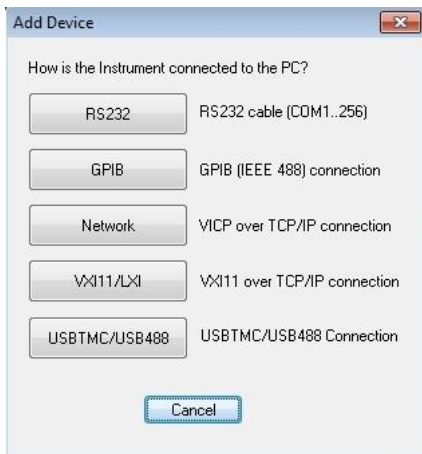 Add Device
How is the Instrument connected to the PC?
RS232 RS232 cable (COM1..256)
GPIB GPIB (IEEE 488) connection
Network VICP over TCP/IP connection
VXI11/LXI VXI11 over TCP/IP connection
USBTMC/USB488 USBTMC/USB488 Connection
Cancel